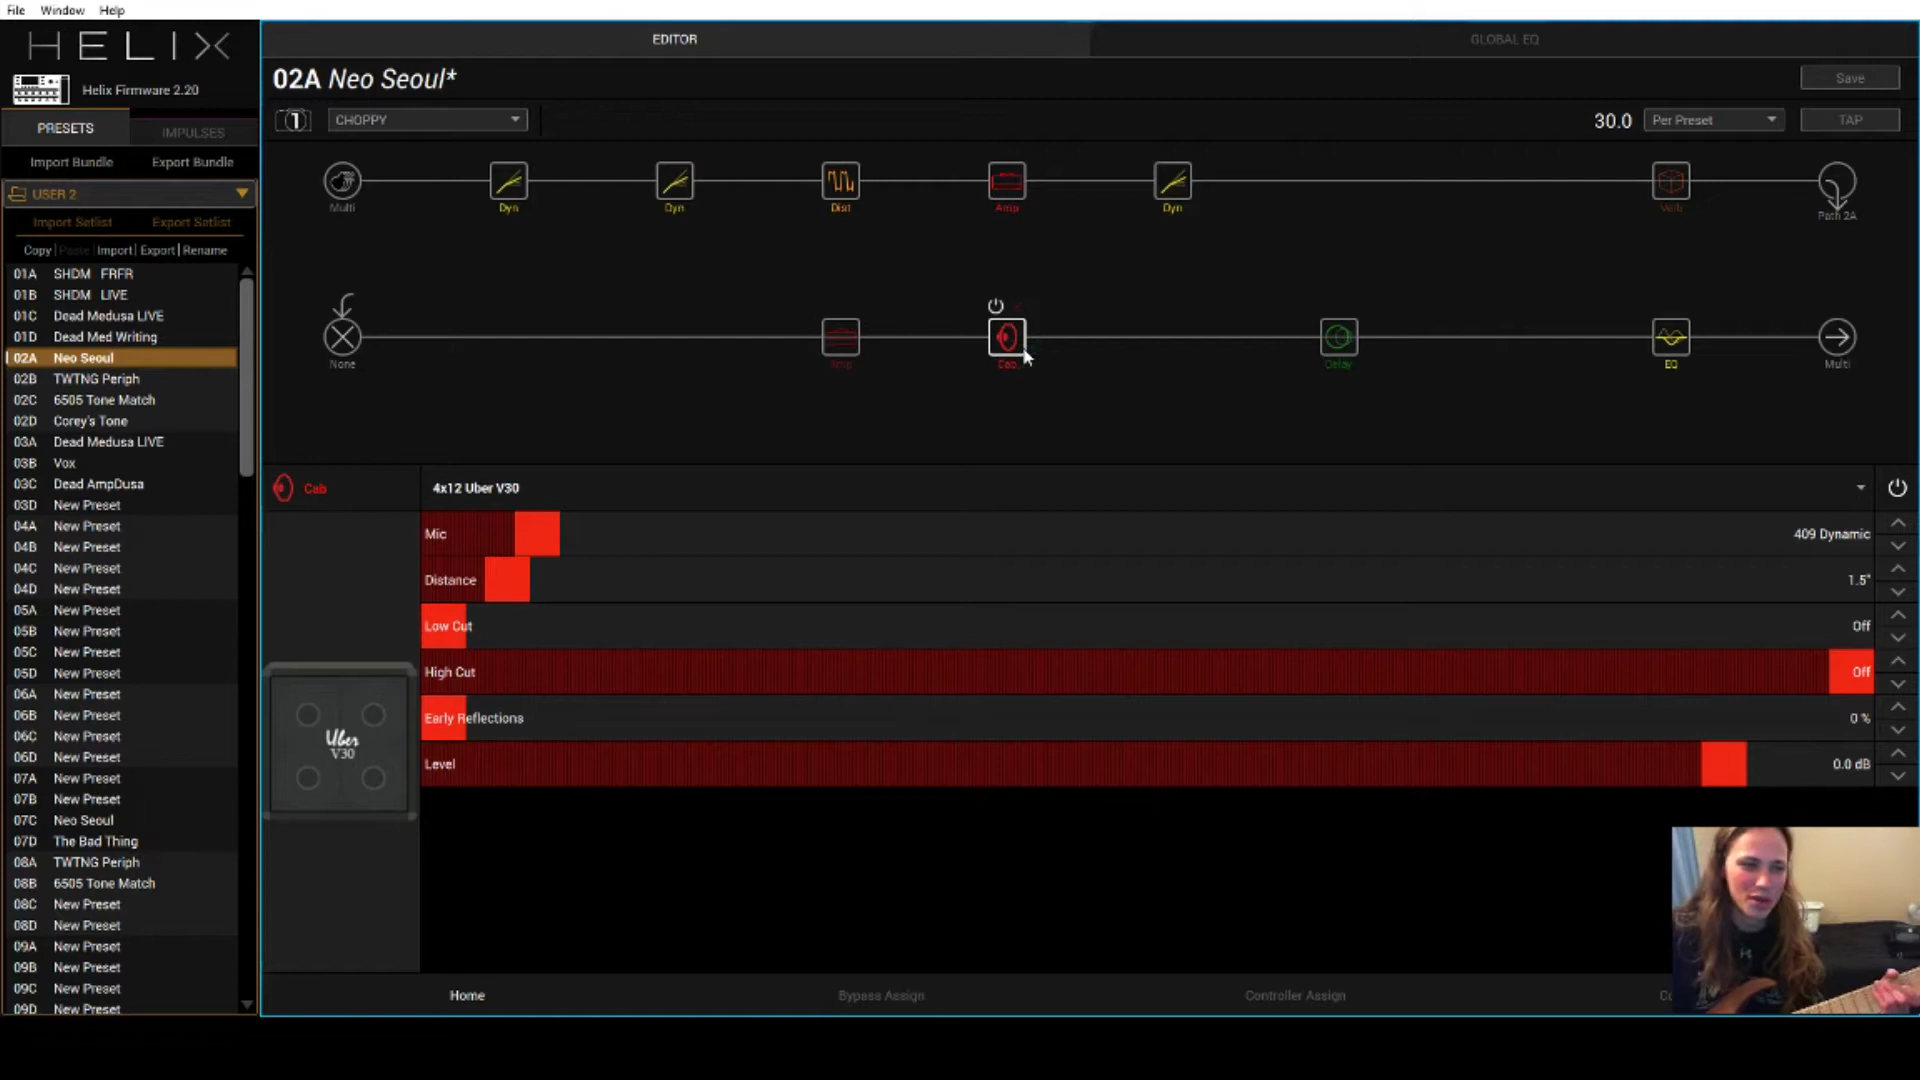 File Window Help
HELIX
Helix Firmware 2.20
PRESETS IMPULSES
Import Bundle Export Bundle
USER 2
Import Setlist Export Setlist
Copy | Paste | Import | Export | Rename
01A SHDM FRFR
01B SHDM LIVE
01C Dead Medusa LIVE
01D Dead Med Writing
02A Neo Seoul
02B TWTNG Periph
02C 6505 Tone Match
02D Corey's Tone
03A Dead Medusa LIVE
03B Vox
03C Dead AmpDusa
03D New Preset
04A New Preset
04B New Preset
04C New Preset
04D New Preset
05A New Preset
05B New Preset
05C New Preset
05D New Preset
06A New Preset
06B New Preset
06C New Preset
06D New Preset
07A New Preset
07B New Preset
07C Neo Seoul
07D The Bad Thing
08A TWTNG Periph
08B 6505 Tone Match
08C New Preset
08D New Preset
09A New Preset
09B New Preset
09C New Preset
09D New Preset
EDITOR GLOBAL EQ
02A Neo Seoul* Save
1 CHOPPY 30.0 Per Preset TAP
Multi Dyn Dyn Dist Amp Dyn Verb Path 2A
None Amp Cab Delay EQ Multi
Cab 4x12 Uber V30
Mic 409 Dynamic
Distance 1.5"
Low Cut Off
High Cut Off
Early Reflections 0 %
Level 0.0 dB
Uber
V30
Home Bypass Assign Controller Assign